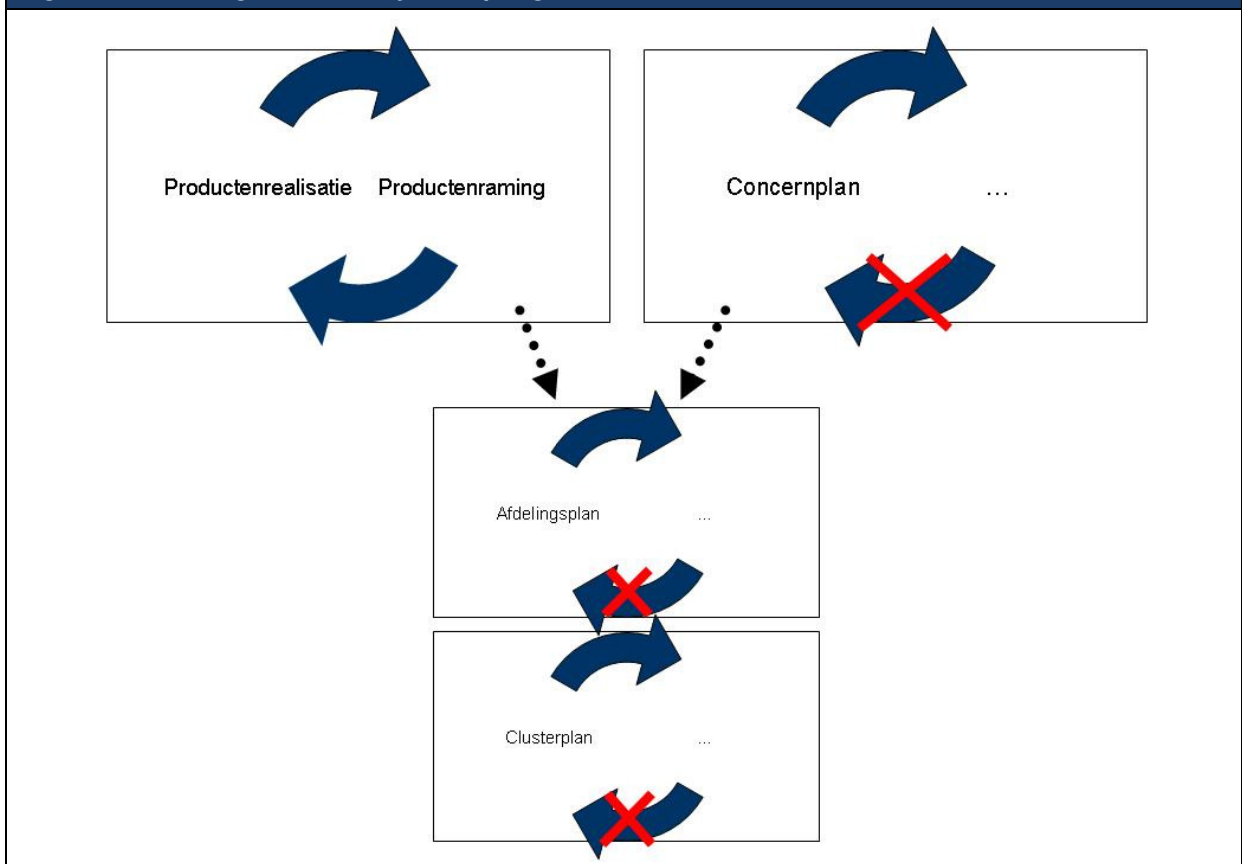 Productenrealisatie Productenraming
Concernplan ...
Afdelingsplan ...
Clusterplan ...